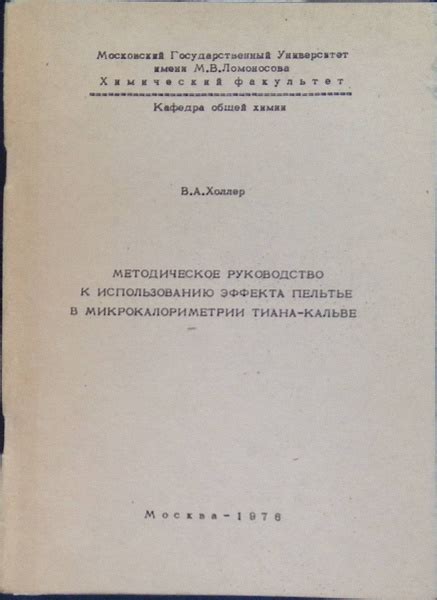 Московский Государственный Университет
имени М.В.Ломоносова
Химический факультет
Кафедра общей химии
В.А.Холлер
МЕТОДИЧЕСКОЕ РУКОВОДСТВО
К ИСПОЛЬЗОВАНИЮ ЭФФЕКТА ПЕЛЬТЬЕ
В МИКРОКАЛОРИМЕТРИИ ТИАНА-КАЛЬВЕ
Москва-1976